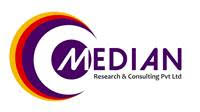 MEDIAN
Research & Consulting Pvt Ltd